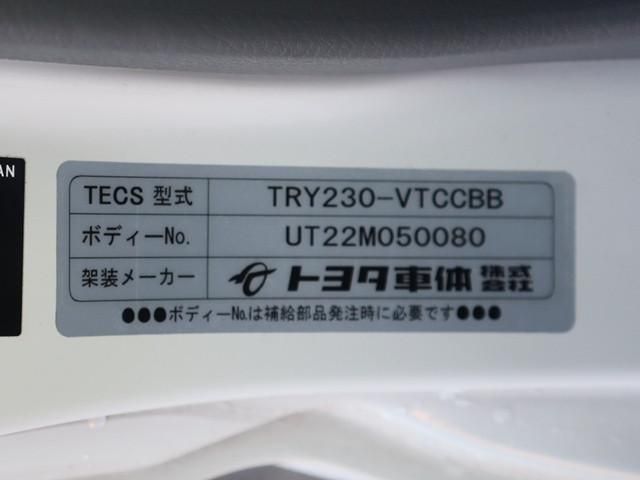 AN
TECS 型式 TRY230-VTCCBB
ボディーNo. UT22M050080
架装メーカー トヨタ車体株式会社
●●●ボディーNo.は補給部品発注時に必要です●●●